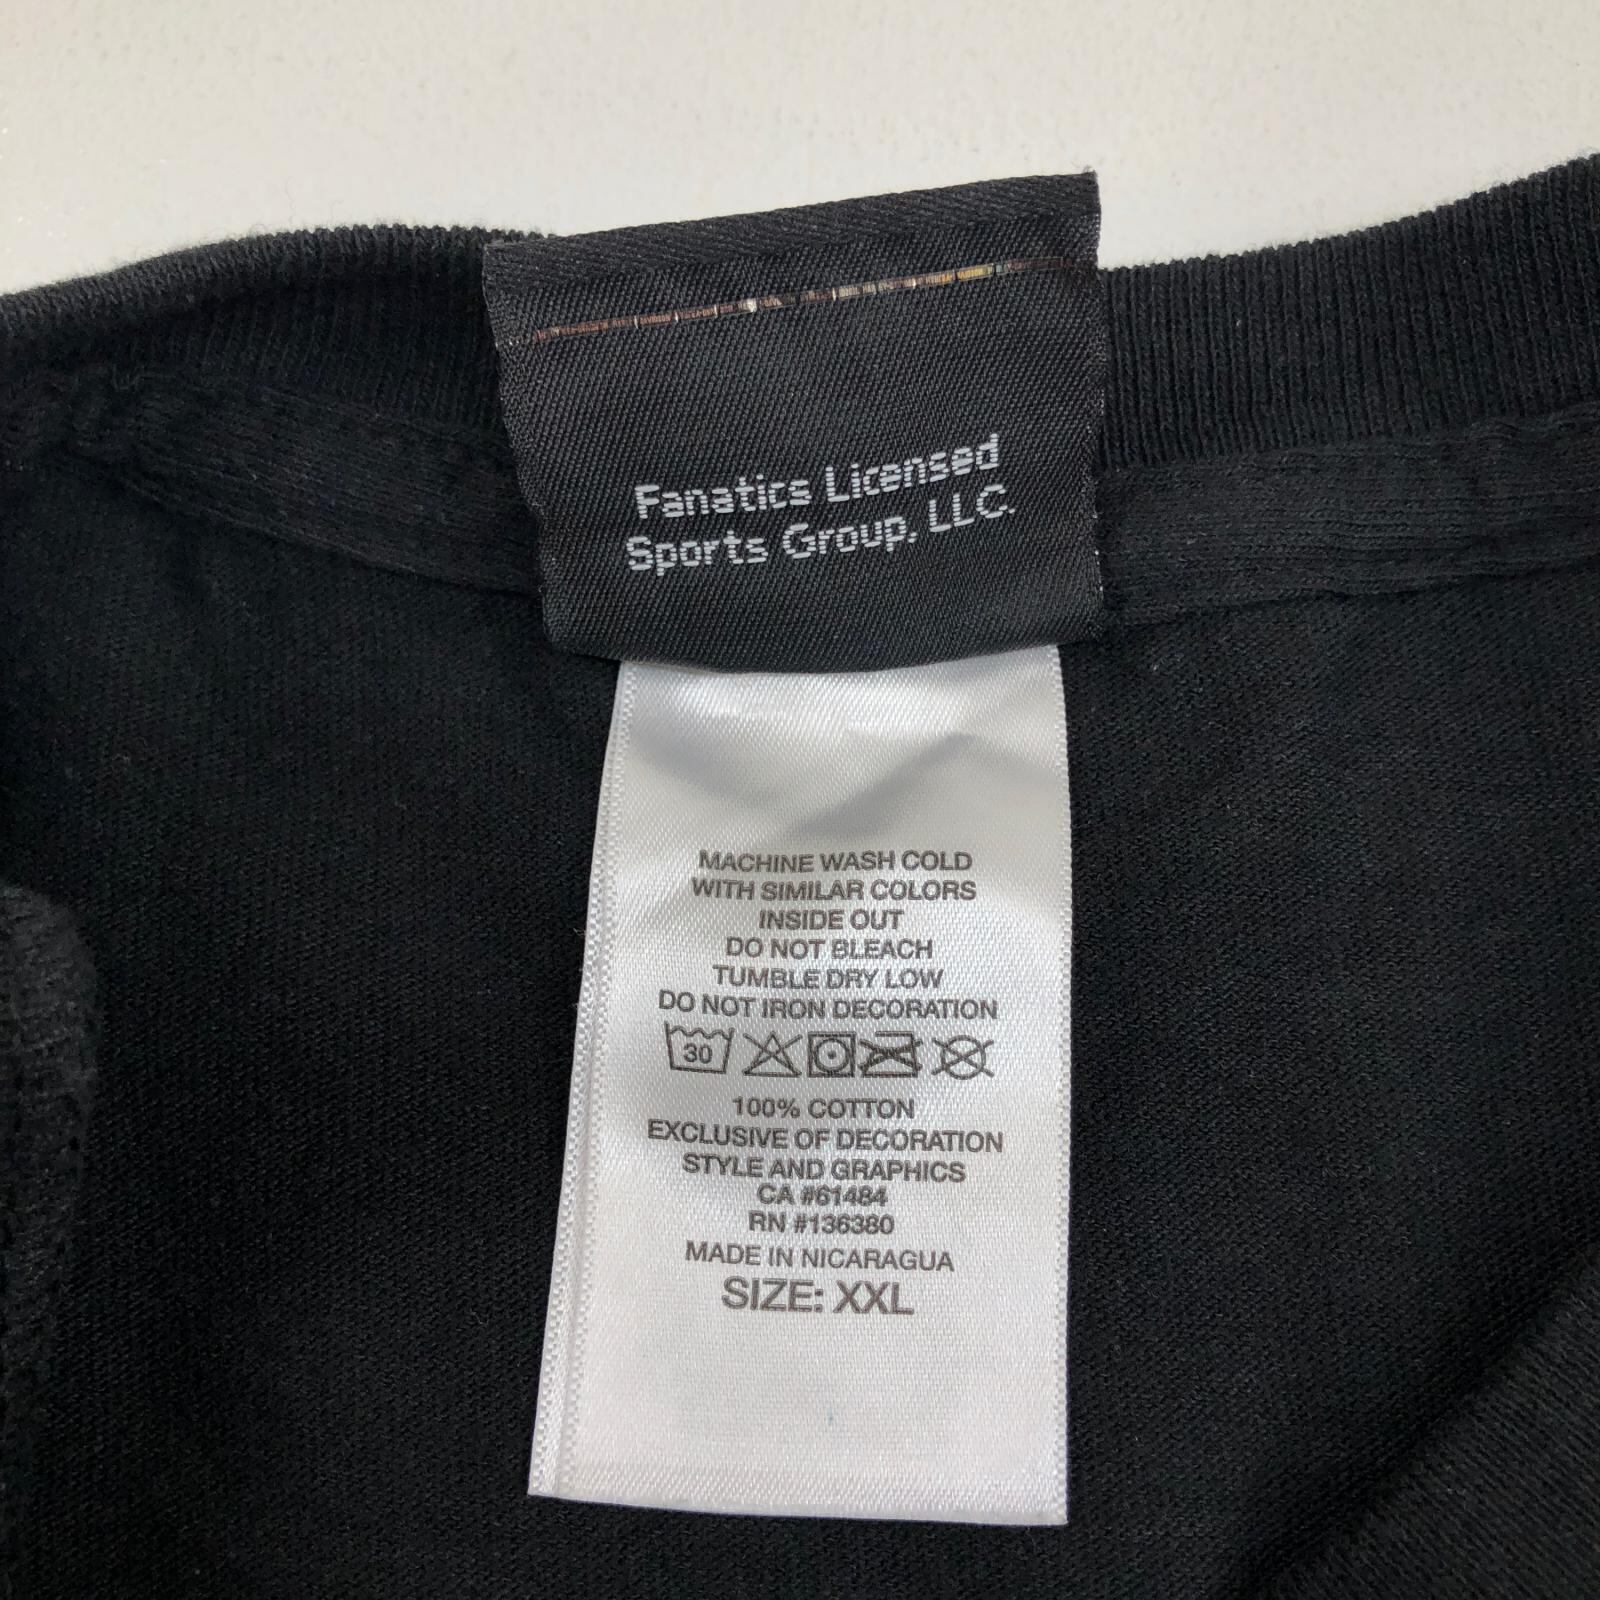 Fanatics Licensed
Sports Group, LLC.
MACHINE WASH COLD
WITH SIMILAR COLORS
INSIDE OUT
DO NOT BLEACH
TUMBLE DRY LOW
DO NOT IRON DECORATION
30
100% COTTON
EXCLUSIVE OF DECORATION
STYLE AND GRAPHICS
CA #61484
RN #136380
MADE IN NICARAGUA
SIZE: XXL